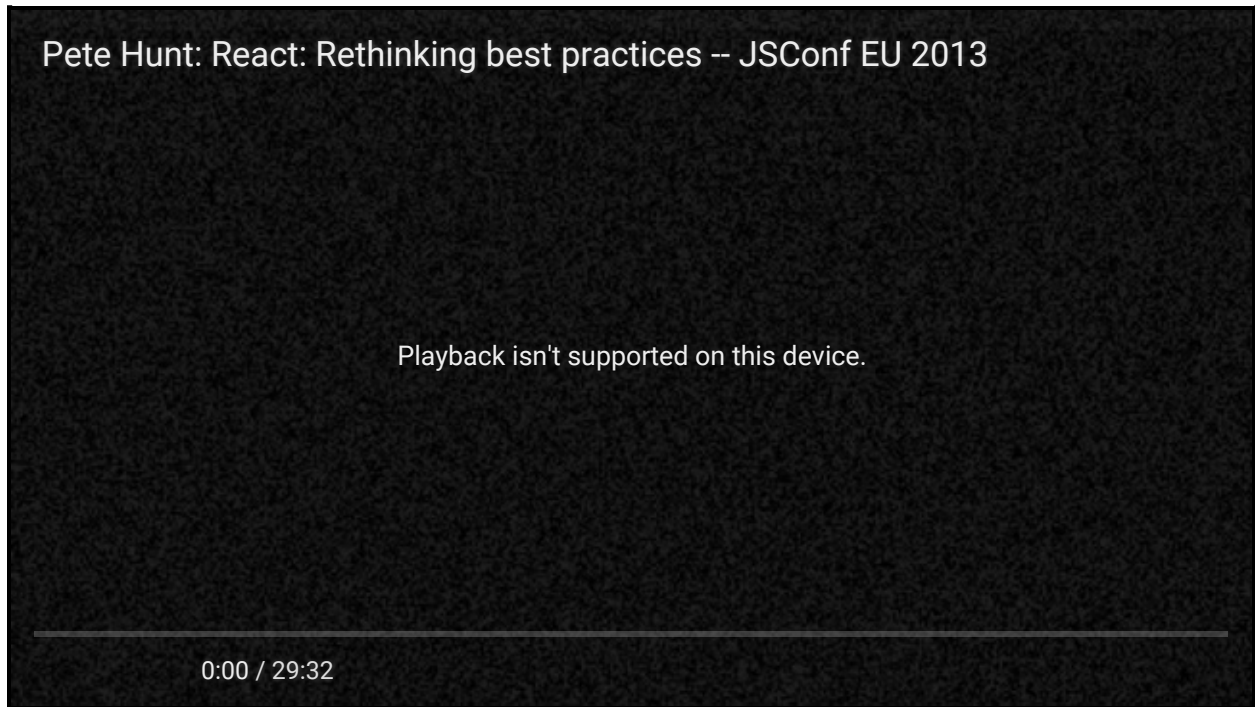 Pete Hunt: React: Rethinking best practices -- JSConf EU 2013
Playback isn't supported on this device.
0:00 / 29:32